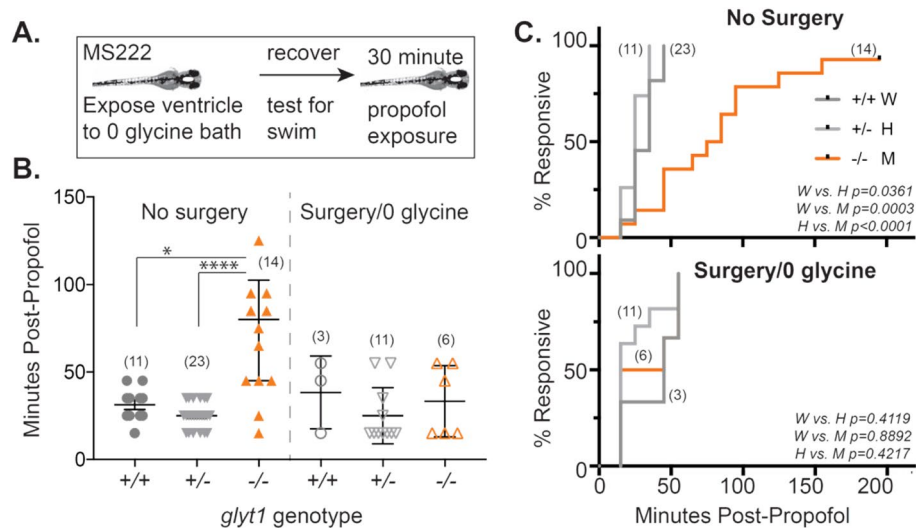 A.
MS222
recover
30 minute
Expose ventricle
to 0 glycine bath
test for
swim
propofol
exposure
B.
Minutes Post-Propofol
150
100
50
0
No surgery
Surgery/0 glycine
*
****
(11)
(23)
(14)
(3)
(11)
(6)
+/+
+/-
-/-
+/+
+/-
-/-
glyt1 genotype
C.
No Surgery
% Responsive
100
50
0
(11)
(23)
(14)
+/+ W
+/- H
-/- M
W vs. H p=0.0361
W vs. M p=0.0003
H vs. M p<0.0001
Surgery/0 glycine
% Responsive
100
50
0
(11)
(6)
(3)
W vs. H p=0.4119
W vs. M p=0.8892
H vs. M p=0.4217
0
50
100
150
200
Minutes Post-Propofol